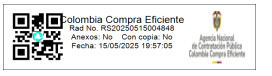 Colombia Compra Eficiente
Rad No. RS20250515004848
Anexos: No Con copia: No
Fecha: 15/05/2025 19:57:05
Agencia Nacional
de Contratación Pública
Colombia Compra Eficiente